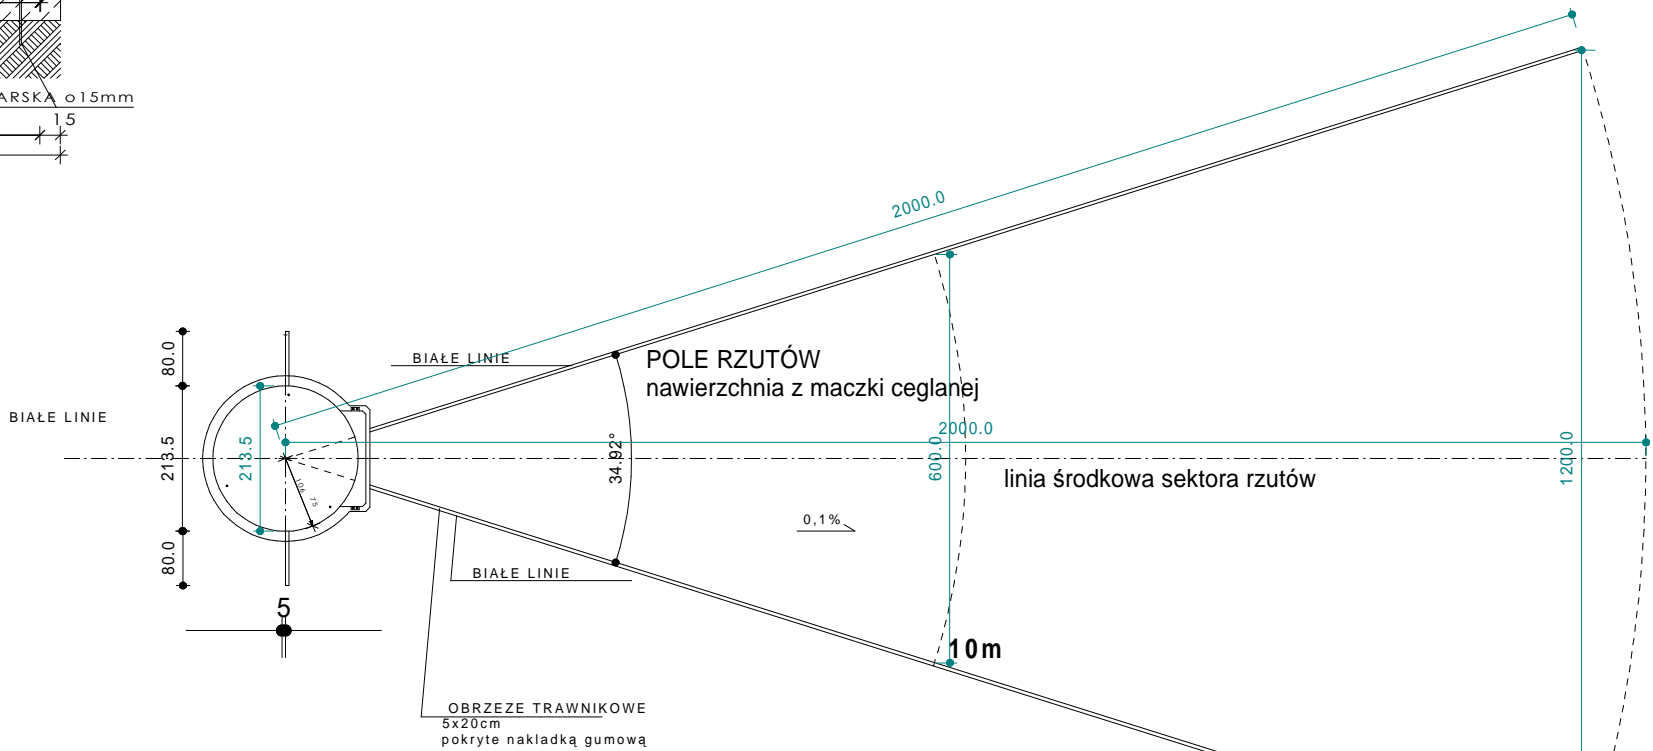 ARSKA o15mm
15
2000.0
80.0
BIAŁE LINIE
POLE RZUTÓW
nawierzchnia z maczki ceglanej
BIAŁE LINIE
213.5
213.5
106 75
34.92°
600.0
2000.0
1200.0
linia środkowa sektora rzutów
0,1%
80.0
BIAŁE LINIE
5
10m
OBRZEZE TRAWNIKOWE
5x20cm
pokryte nakladką gumową